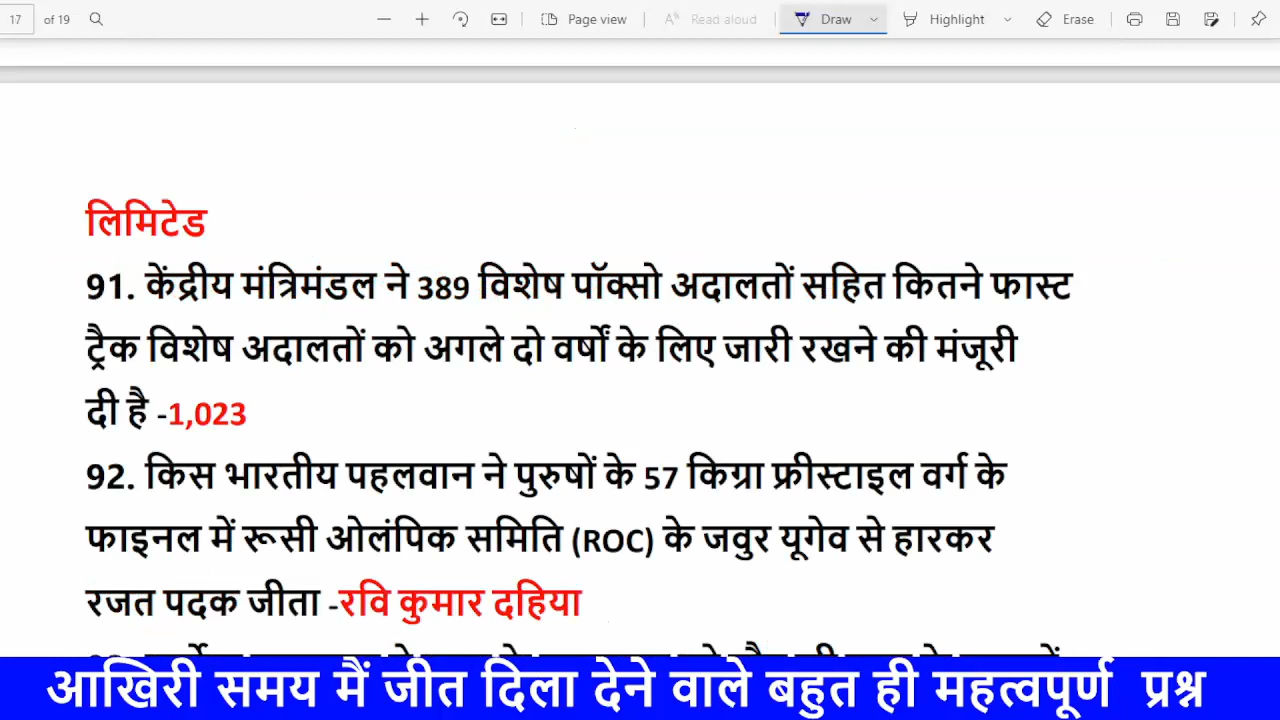 17 of 19 Page view Read aloud Draw Highlight Erase
लिमिटेड
91. केंद्रीय मंत्रिमंडल ने 389 विशेष पॉक्सो अदालतों सहित कितने फास्ट
ट्रैक विशेष अदालतों को अगले दो वर्षों के लिए जारी रखने की मंजूरी
दी है -1,023
92. किस भारतीय पहलवान ने पुरुषों के 57 किग्रा फ्रीस्टाइल वर्ग के
फाइनल में रूसी ओलंपिक समिति (ROC) के जवुर यूगेव से हारकर
रजत पदक जीता -रवि कुमार दहिया
आखिरी समय मैं जीत दिला देने वाले बहुत ही महत्वपूर्ण प्रश्न